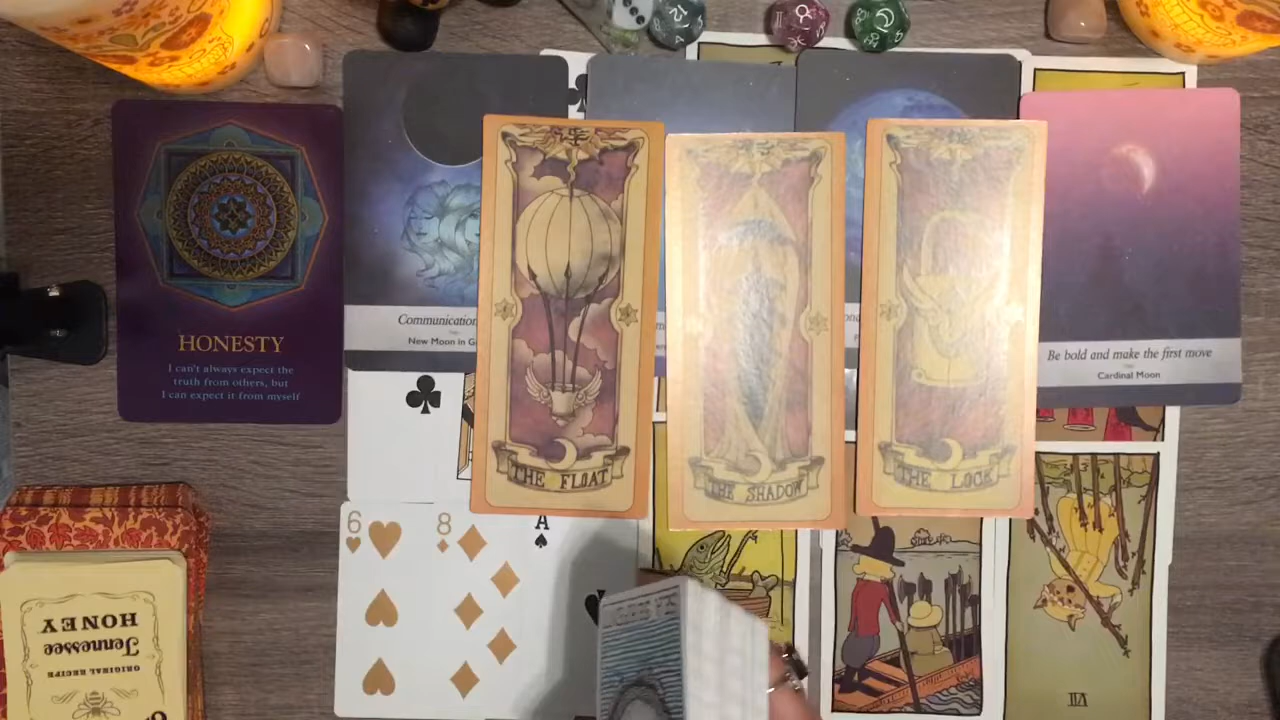 HONESTY
I can't always expect the
truth from others, but
I can expect it from myself
Communication
New Moon in G
THE FLOAT
THE SHADOW
THE LOCK
Be bold and make the first move
Cardinal Moon
6
8
A
VII
Tennessee
HONEY
ORIGINAL RECIPE
12